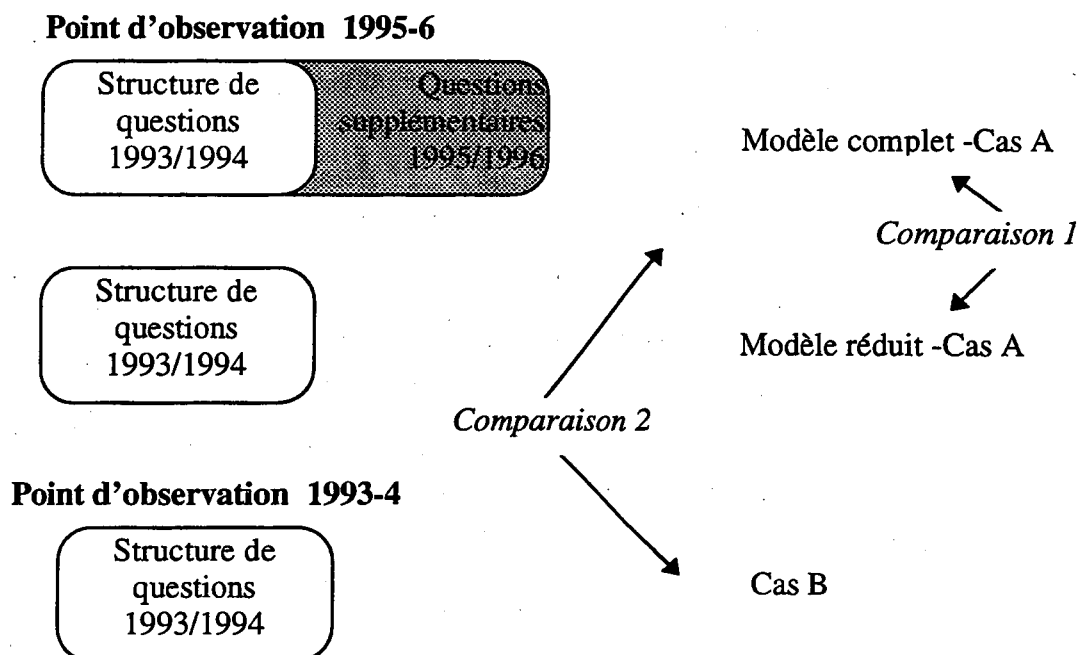 Point d'observation 1995-6
Structure de
questions
1993/1994
Questions
supplémentaires
1995/1996
Modèle complet -Cas A
Comparaison 1
Structure de
questions
1993/1994
Modèle réduit -Cas A
Comparaison 2
Point d'observation 1993-4
Structure de
questions
1993/1994
Cas B